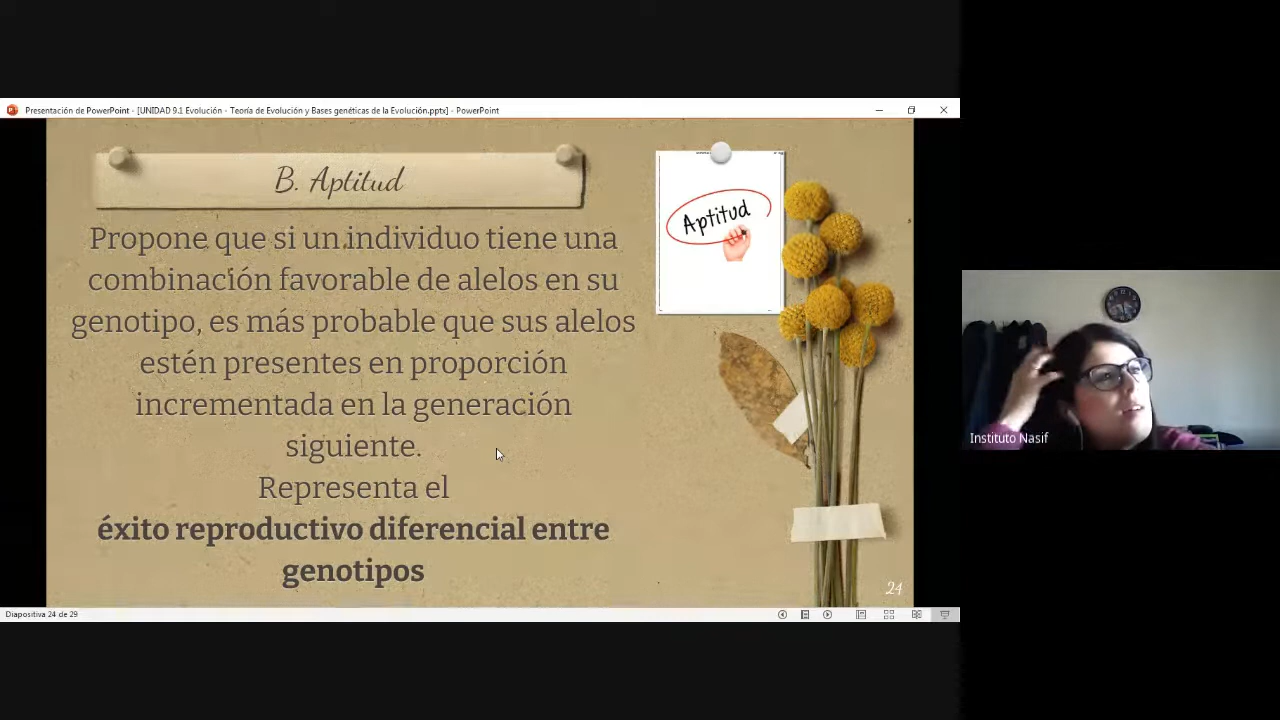 Presentación de PowerPoint - [UNIDAD 9.1 Evolución - Teoría de Evolución y Bases genéticas de la Evolución.pptx] - PowerPoint
B. Aptitud
Aptitud
Propone que si un individuo tiene una
combinación favorable de alelos en su
genotipo, es más probable que sus alelos
estén presentes en proporción
incrementada en la generación
siguiente.
Representa el
éxito reproductivo diferencial entre
genotipos
24
Diapositiva 24 de 29
Instituto Nasif